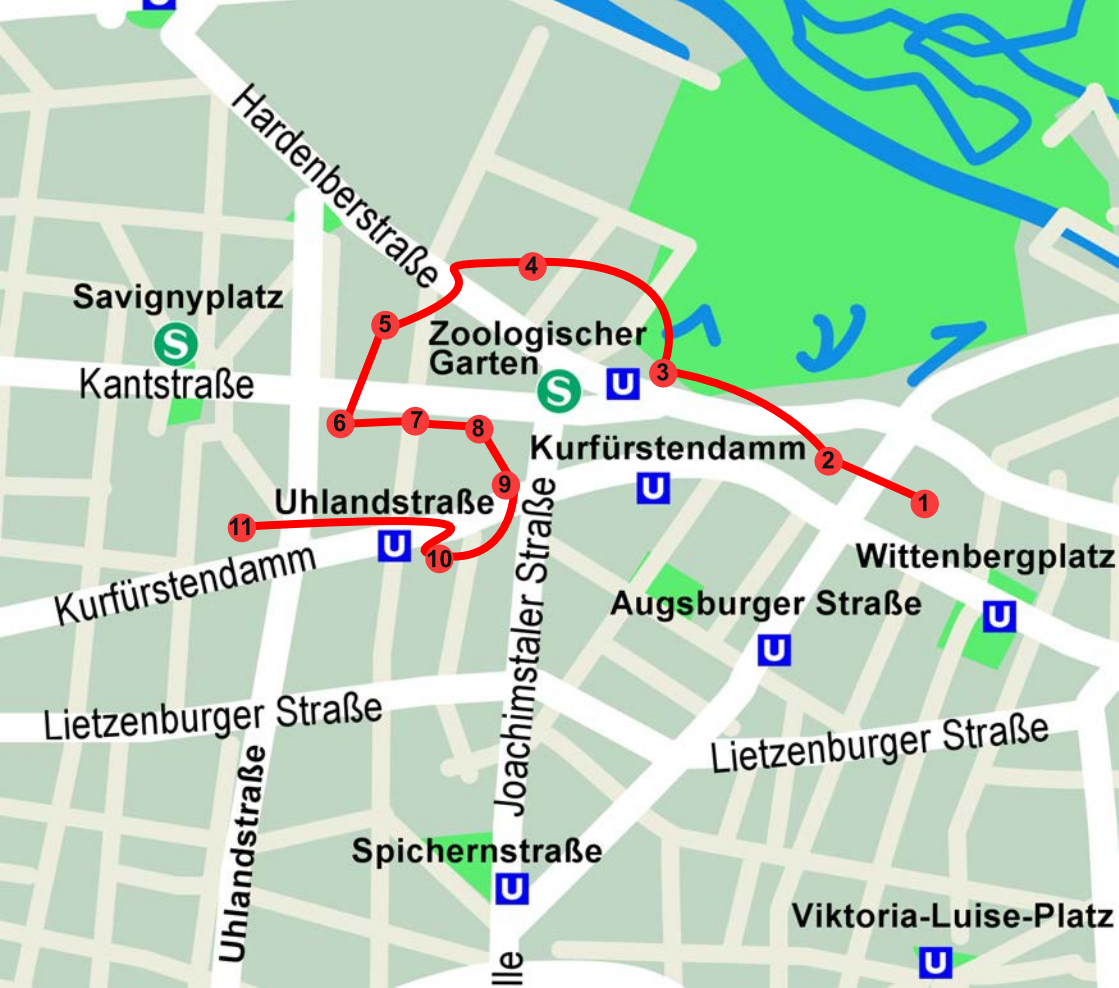 U
Hardenberstraße
4
Savignyplatz
5
S
Zoologischer
Garten
S
U
3
Kantstraße
6
7
8
Kurfürstendamm
2
U
9
1
Uhlandstraße
11
U
10
Kurfürstendamm
Wittenbergplatz
Augsburger Straße
U
U
Joachimstaler Straße
Lietzenburger Straße
Lietzenburger Straße
Uhlandstraße
Spichernstraße
U
Viktoria-Luise-Platz
U
lle